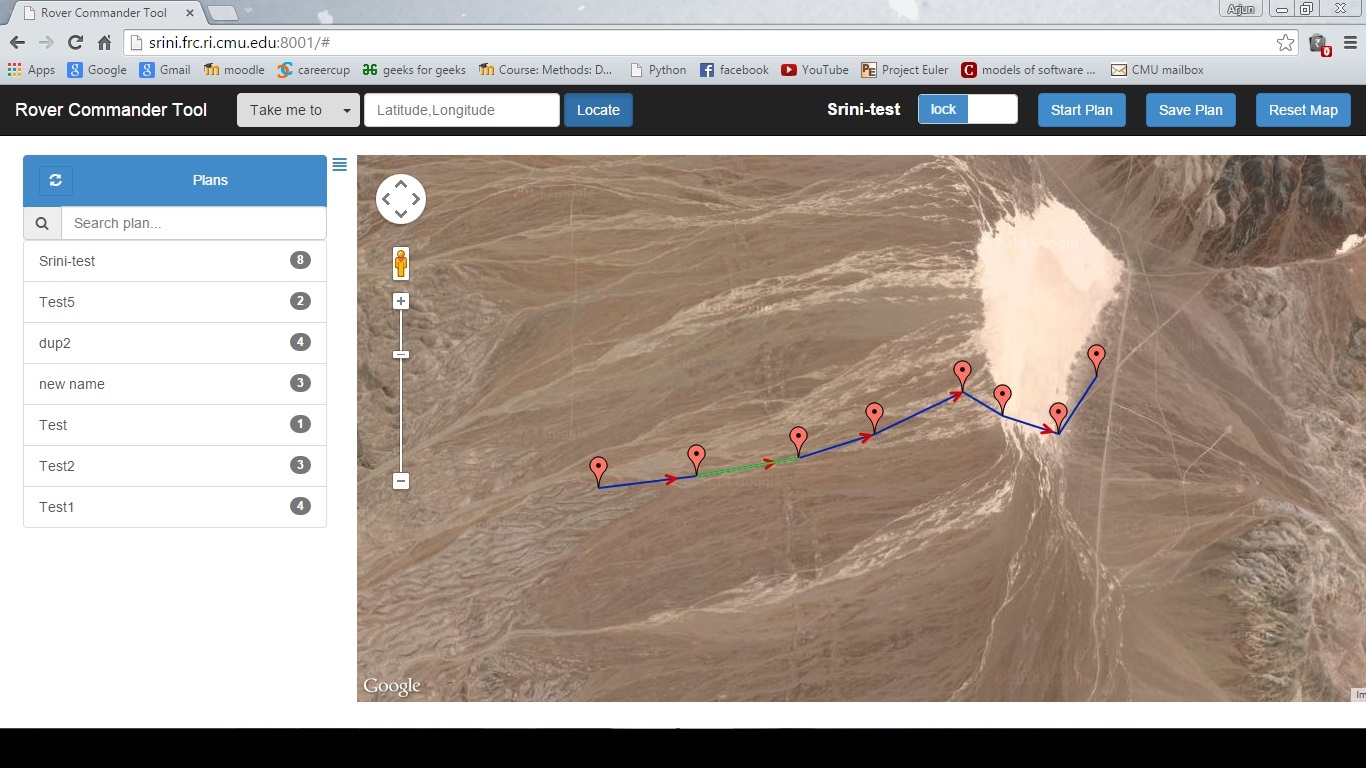 Rover Commander Tool
Arjun
srini.frc.ri.cmu.edu:8001/#
0
Apps Google Gmail moodle careercup geeks for geeks Course: Methods: D... Python facebook YouTube Project Euler models of software ... CMU mailbox
Rover Commander Tool Take me to Latitude,Longitude Locate Srini-test lock Start Plan Save Plan Reset Map
Plans
Search plan...
Srini-test 8
Test5 2
dup2 4
new name 3
Test 1
Test2 3
Test1 4
Google
Im